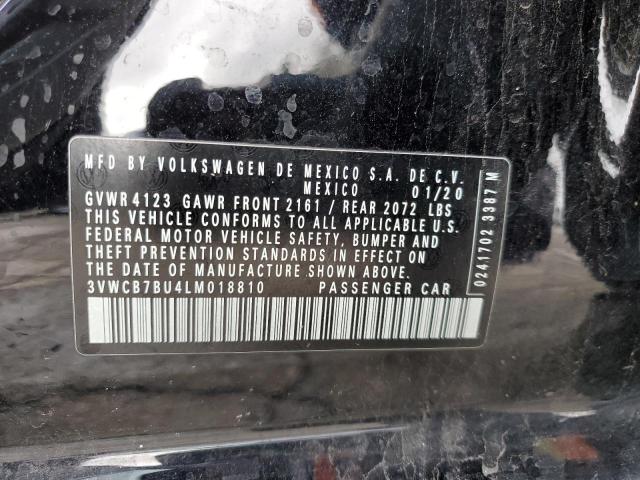 MFD BY VOLKSWAGEN DE MEXICO S.A. DE C.V.
MEXICO 01/20
GVWR 4123 GAWR FRONT 2161 / REAR 2072 LBS
THIS VEHICLE CONFORMS TO ALL APPLICABLE U.S.
FEDERAL MOTOR VEHICLE SAFETY, BUMPER AND
THEFT PREVENTION STANDARDS IN EFFECT ON
THE DATE OF MANUFACTURE SHOWN ABOVE.
3VWCB7BU4LM018810 PASSENGER CAR
0241702 3387 M